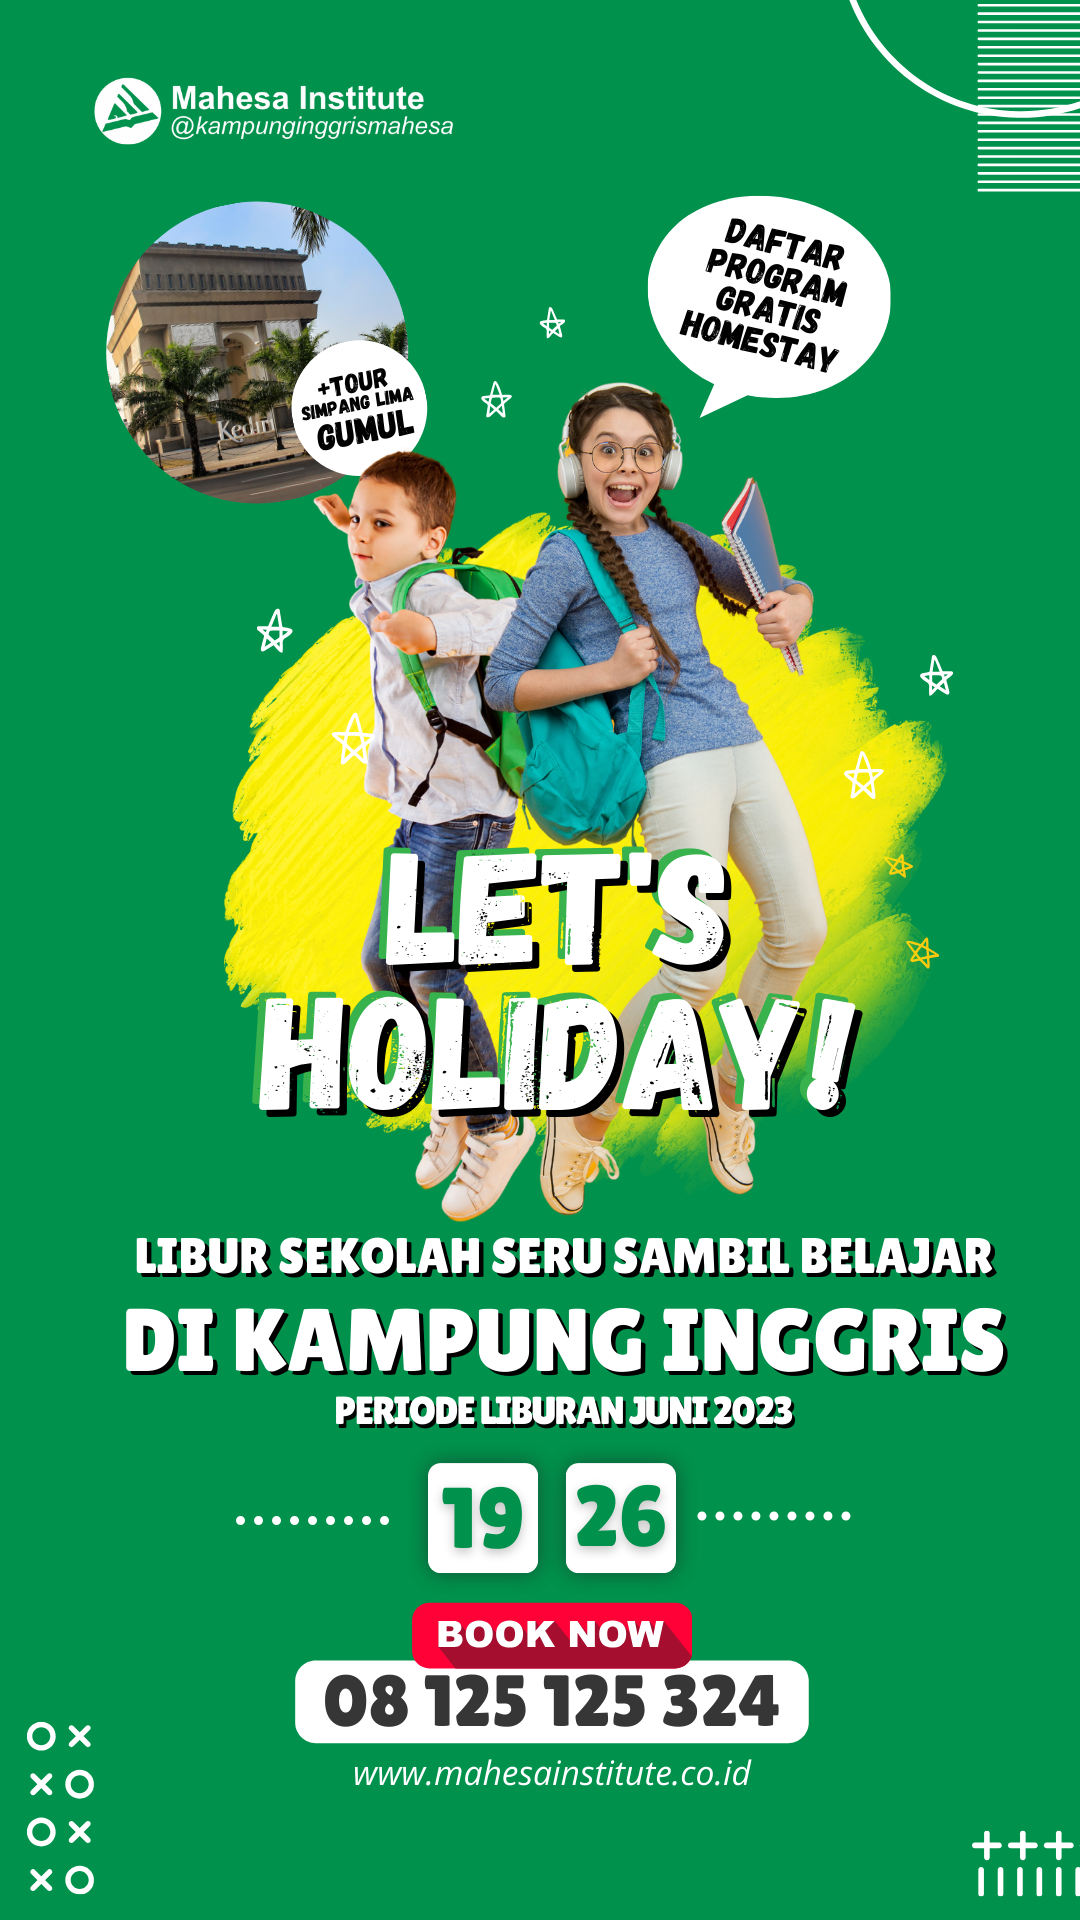 Mahesa Institute
@kampunginggrismahesa
DAFTAR
PROGRAM
GRATIS
HOMESTAY
Kediri
+TOUR
SIMPANG LIMA
GUMUL
LET'S
HOLIDAY!
LIBUR SEKOLAH SERU SAMBIL BELAJAR
DI KAMPUNG INGGRIS
PERIODE LIBURAN JUNI 2023
19 26
BOOK NOW
08 125 125 324
www.mahesainstitute.co.id